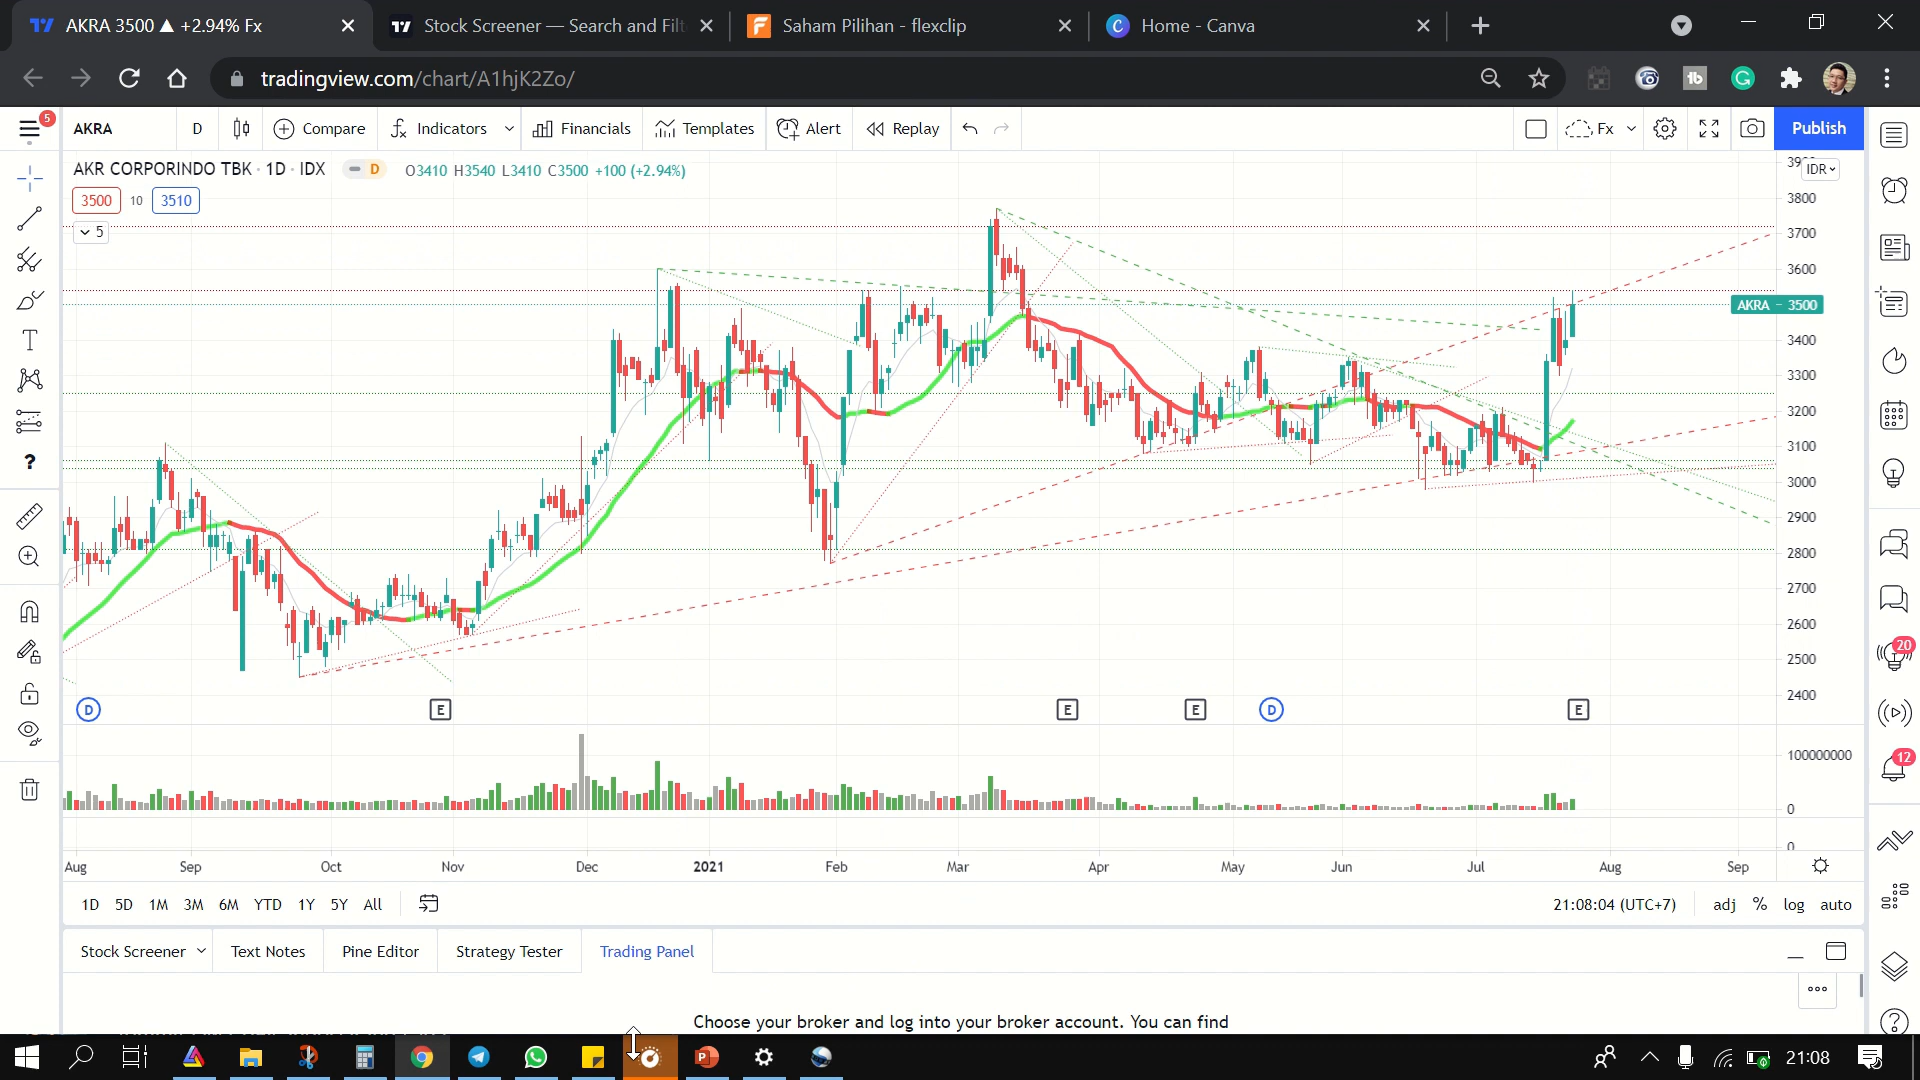 AKRA 3500 ▲ +2.94% Fx
Stock Screener — Search and Filt
Saham Pilihan - flexclip
Home - Canva
tradingview.com/chart/A1hjK2Zo/
5
AKRA
D
Compare
Indicators
Financials
Templates
Alert
Replay
Fx
Publish
AKR CORPORINDO TBK · 1D · IDX
D
O3410 H3540 L3410 C3500 +100 (+2.94%)
3500
10
3510
5
IDR
3800
3700
3600
AKRA – 3500
3400
3300
3200
3100
3000
2900
2800
2700
2600
2500
2400
D
E
E
E
D
E
100000000
0
0
Aug
Sep
Oct
Nov
Dec
2021
Feb
Mar
Apr
May
Jun
Jul
Aug
Sep
20
12
1D
5D
1M
3M
6M
YTD
1Y
5Y
All
21:08:04 (UTC+7)
adj
%
log
auto
Stock Screener
Text Notes
Pine Editor
Strategy Tester
Trading Panel
Choose your broker and log into your broker account. You can find
21:08